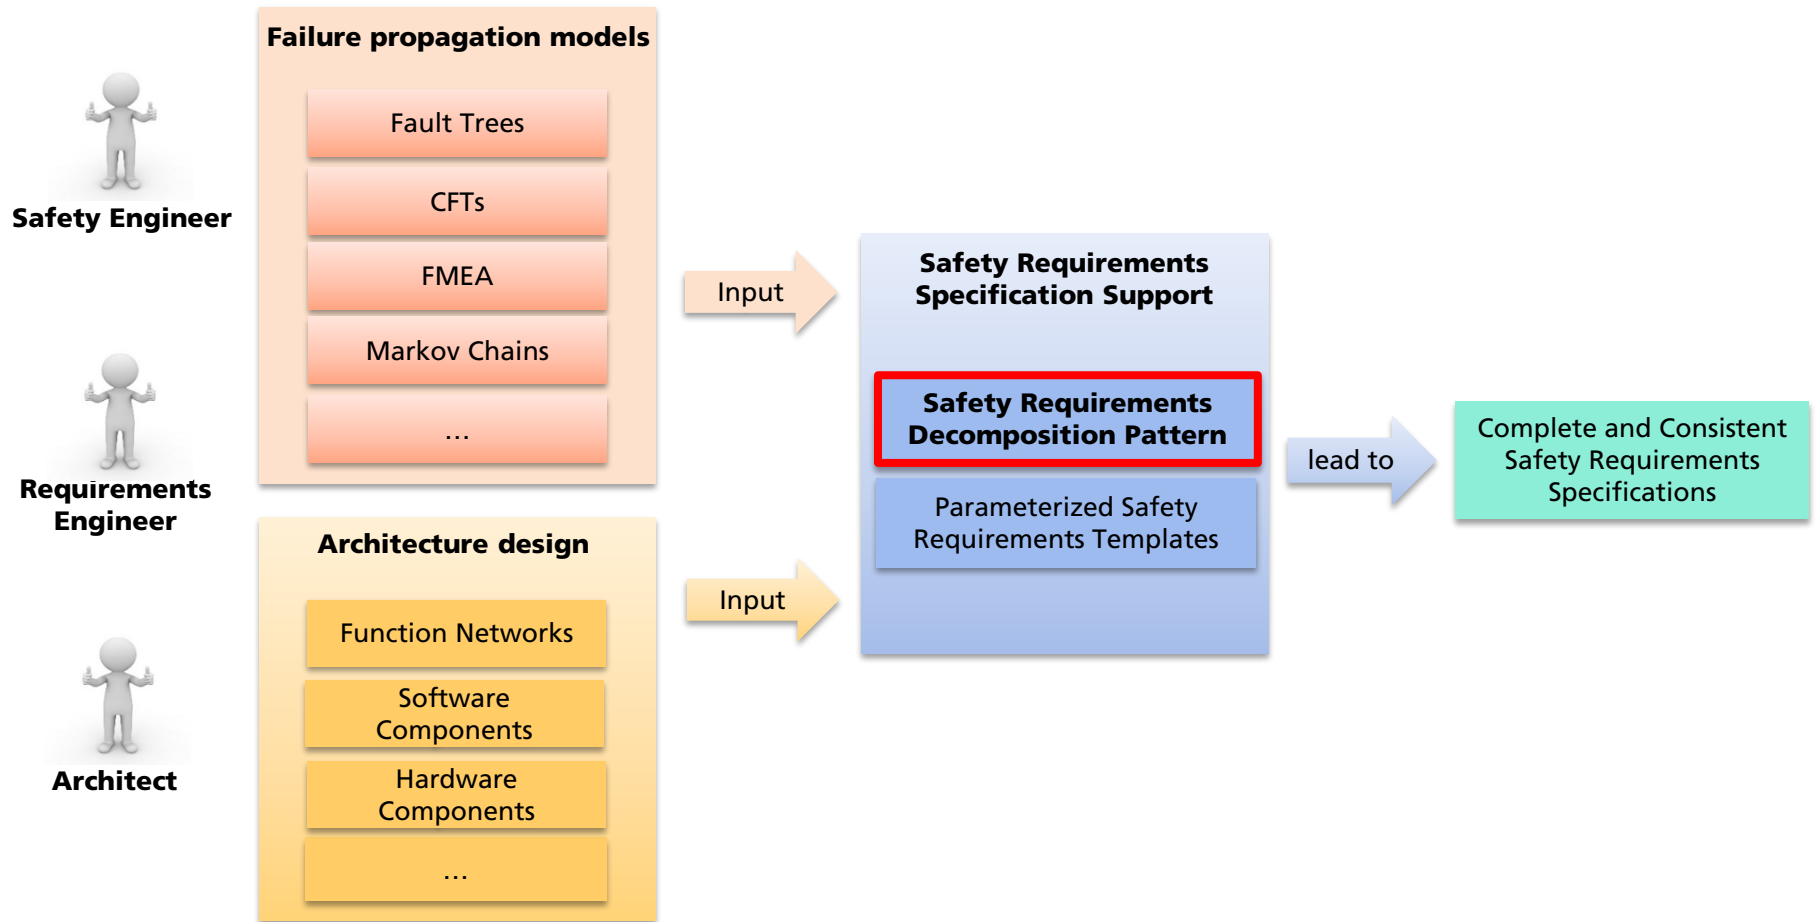 Safety Engineer
Requirements
Engineer
Architect
Failure propagation models
Fault Trees
CFTs
FMEA
Markov Chains
...
Architecture design
Function Networks
Software
Components
Hardware
Components
...
Input
Input
Safety Requirements
Specification Support
Safety Requirements
Decomposition Pattern
Parameterized Safety
Requirements Templates
lead to
Complete and Consistent
Safety Requirements
Specifications